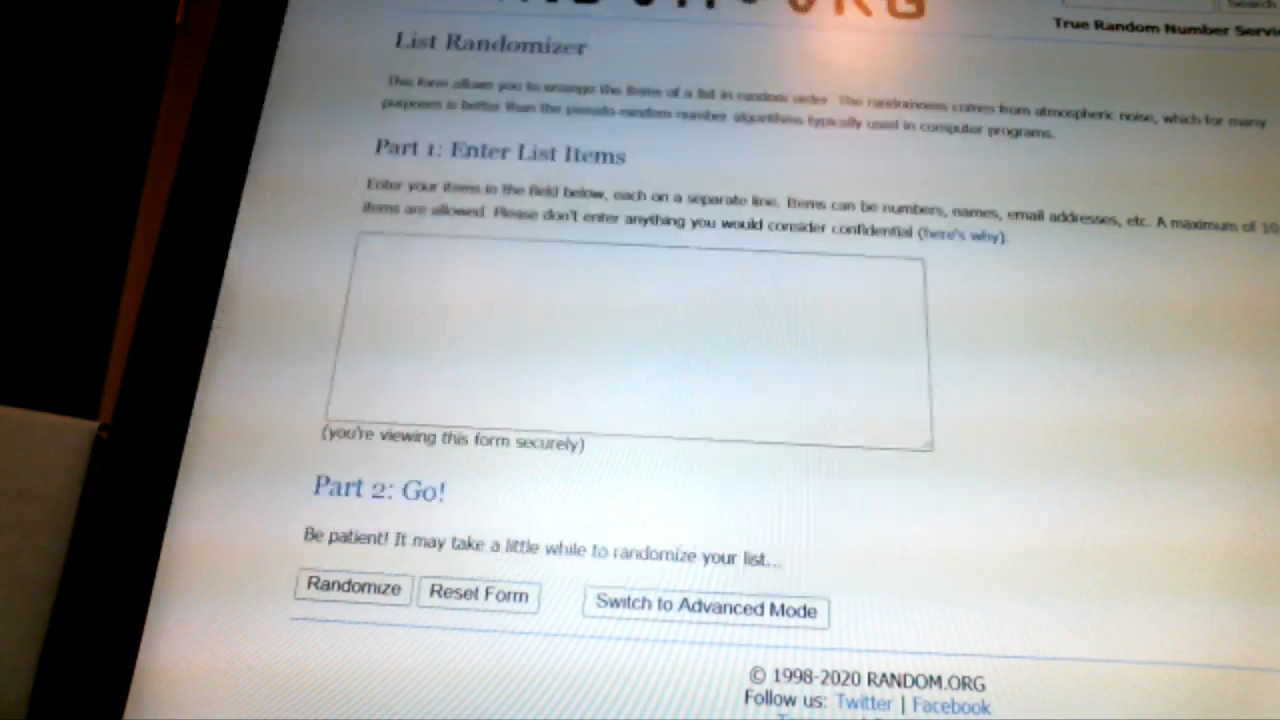 .ORG
Search
True Random Number Servi
List Randomizer
This form allows you to arrange the items of a list in random order. The randomness comes from atmospheric noise, which for many
purposes is better than the pseudo-random number algorithms typically used in computer programs.
Part 1: Enter List Items
Enter your items in the field below, each on a separate line. Items can be numbers, names, email addresses, etc. A maximum of 10
items are allowed. Please don't enter anything you would consider confidential (here's why).
(you're viewing this form securely)
Part 2: Go!
Be patient! It may take a little while to randomize your list...
Randomize Reset Form Switch to Advanced Mode
© 1998-2020 RANDOM.ORG
Follow us: Twitter | Facebook